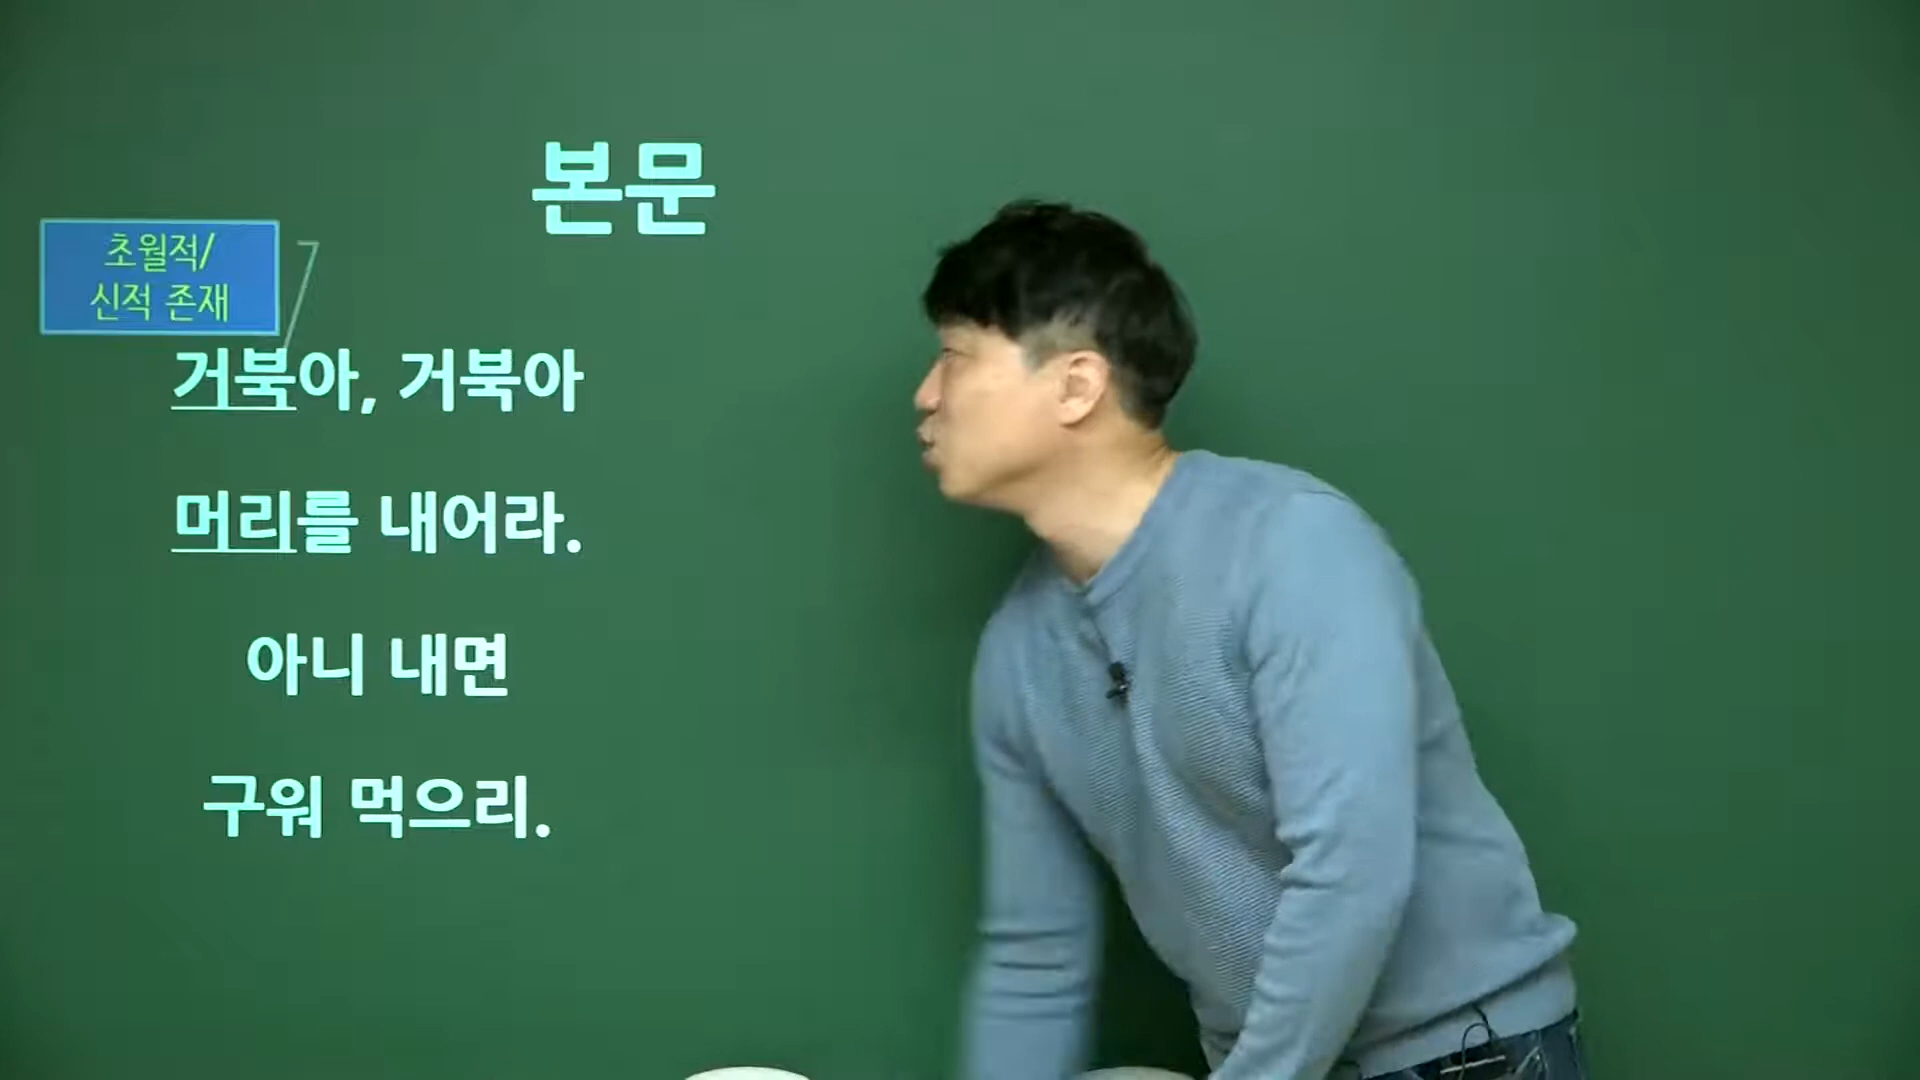 본문
초월적/
신적 존재
거북아, 거북아
머리를 내어라.
아니 내면
구워 먹으리.